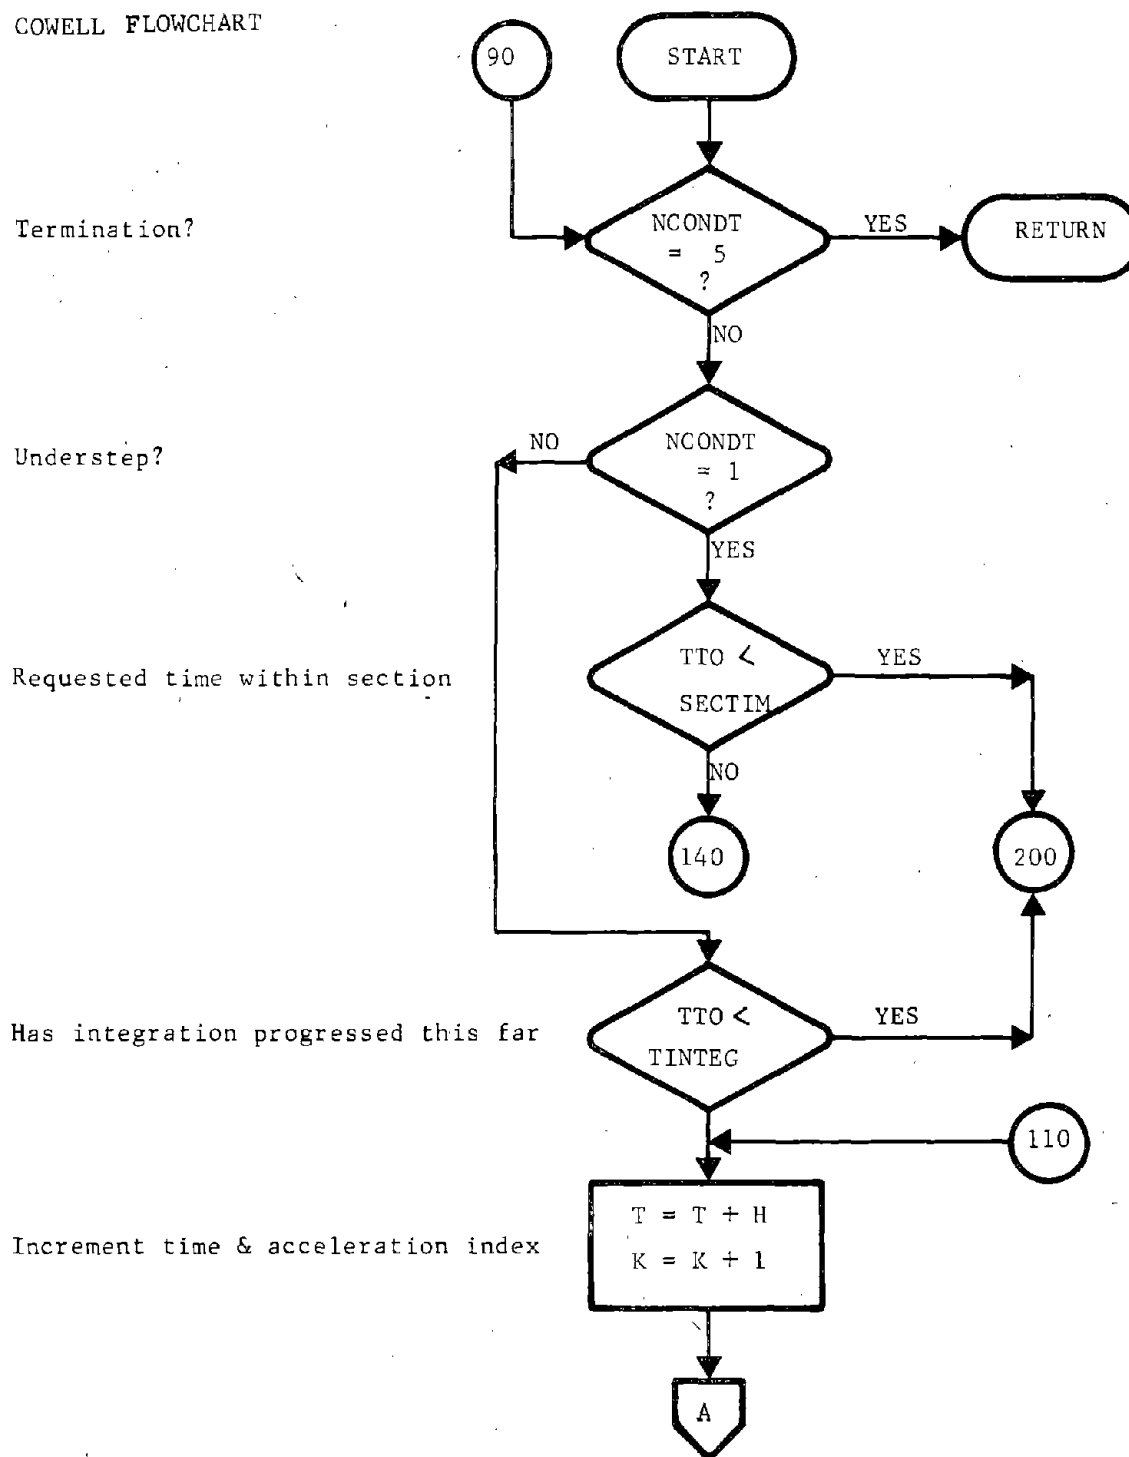 COWELL FLOWCHART
90
START
Termination?
NCONDT
= 5
?
YES
RETURN
NO
Understep?
NO
NCONDT
= 1
?
YES
Requested time within section
TTO <
SECTIM
YES
NO
140
200
Has integration progressed this far
TTO <
TINTEG
YES
110
Increment time & acceleration index
T = T + H
K = K + 1
A